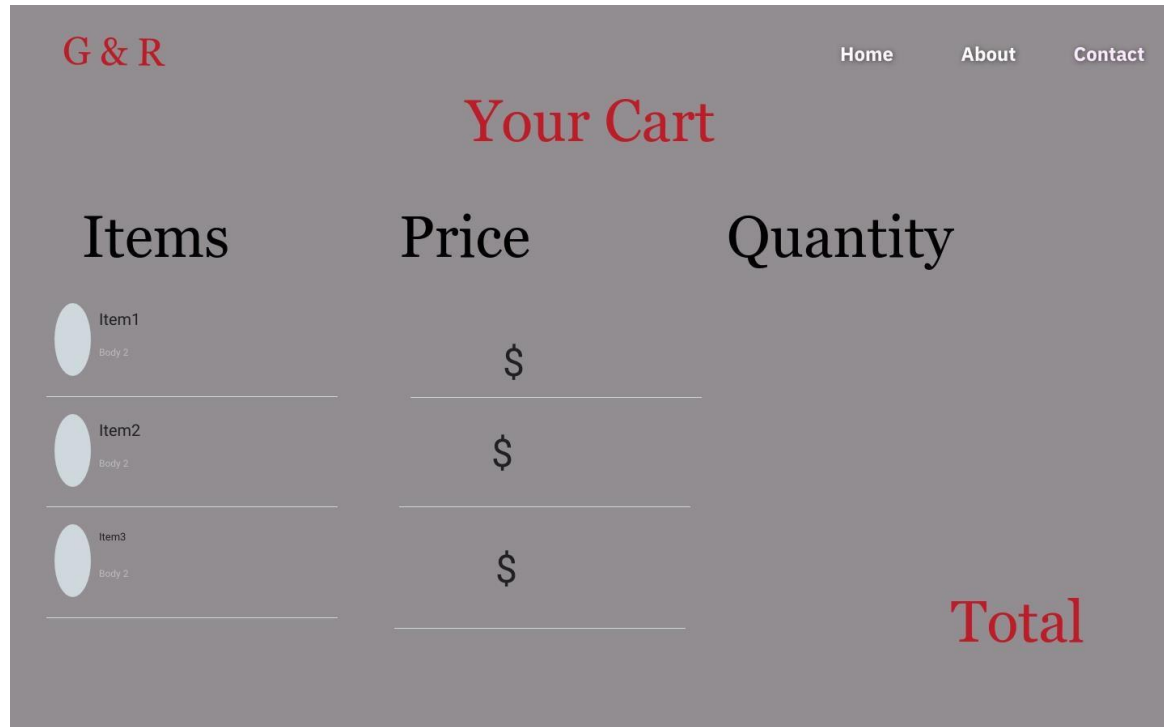 G & R
Home About Contact
Your Cart
Items Price Quantity
Item1
Body 2
$
Item2
Body 2
$
Item3
Body 2
$
Total